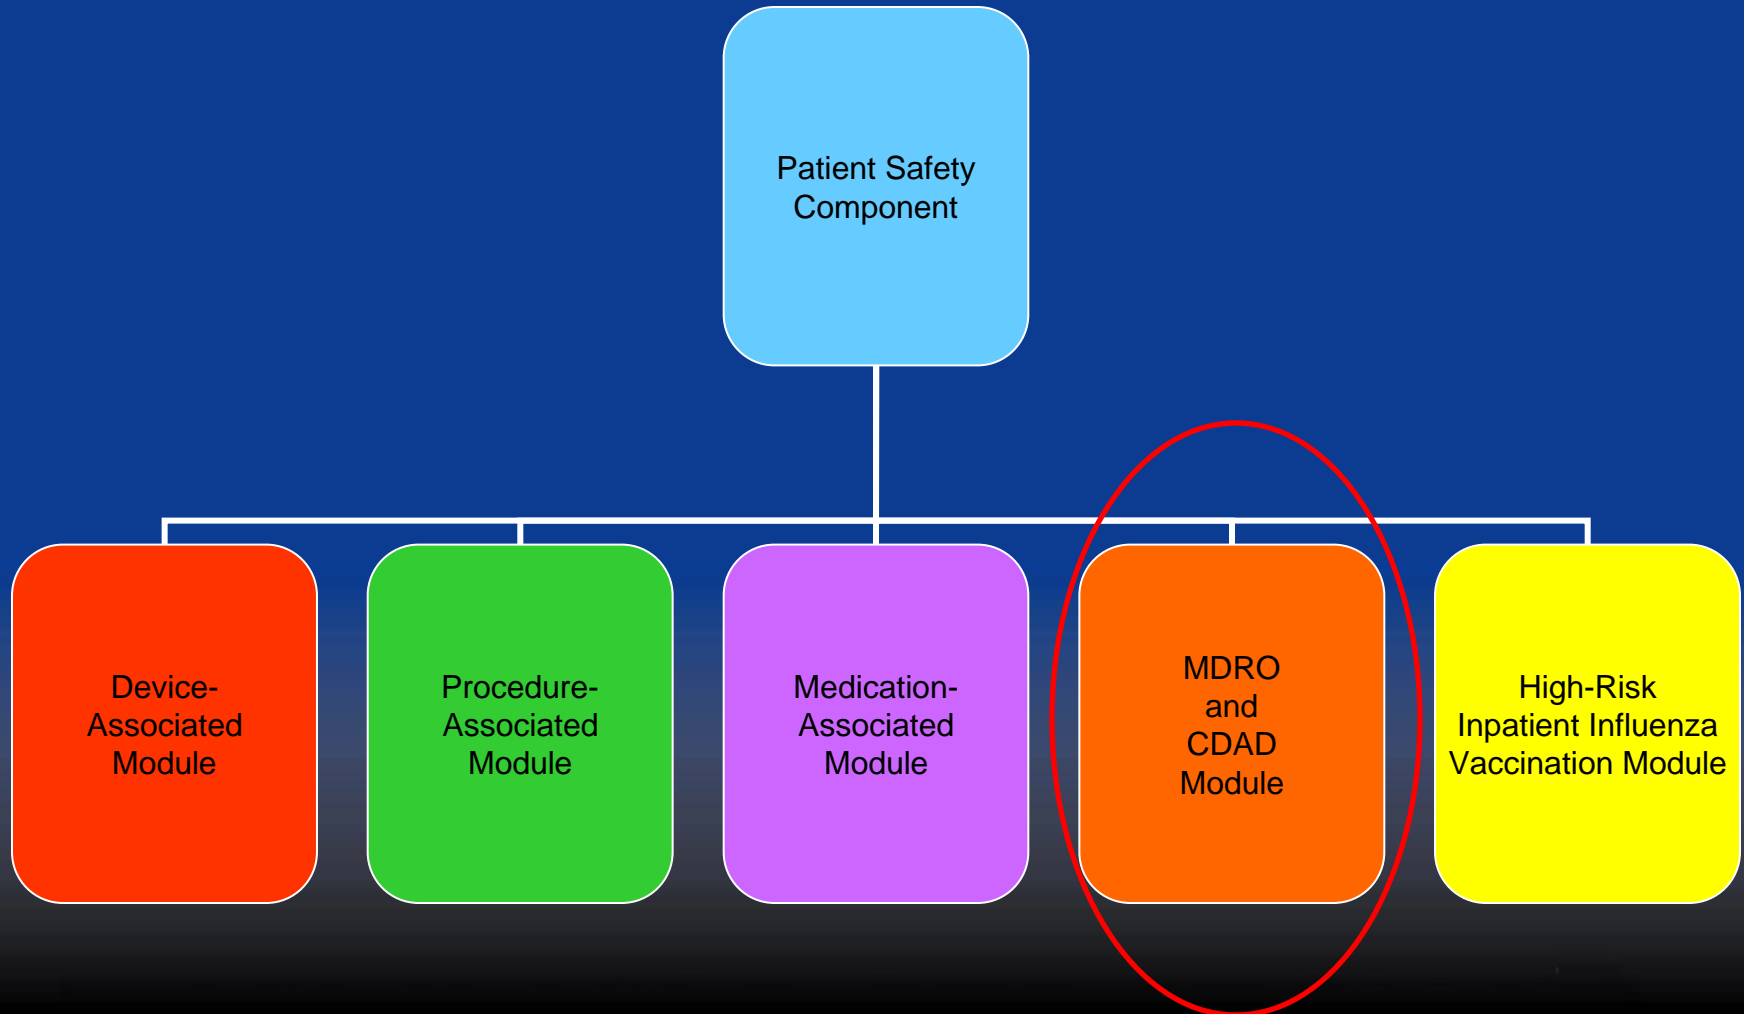 Patient Safety
Component
Device-
Associated
Module
Procedure-
Associated
Module
Medication-
Associated
Module
MDRO
and
CDAD
Module
High-Risk
Inpatient Influenza
Vaccination Module